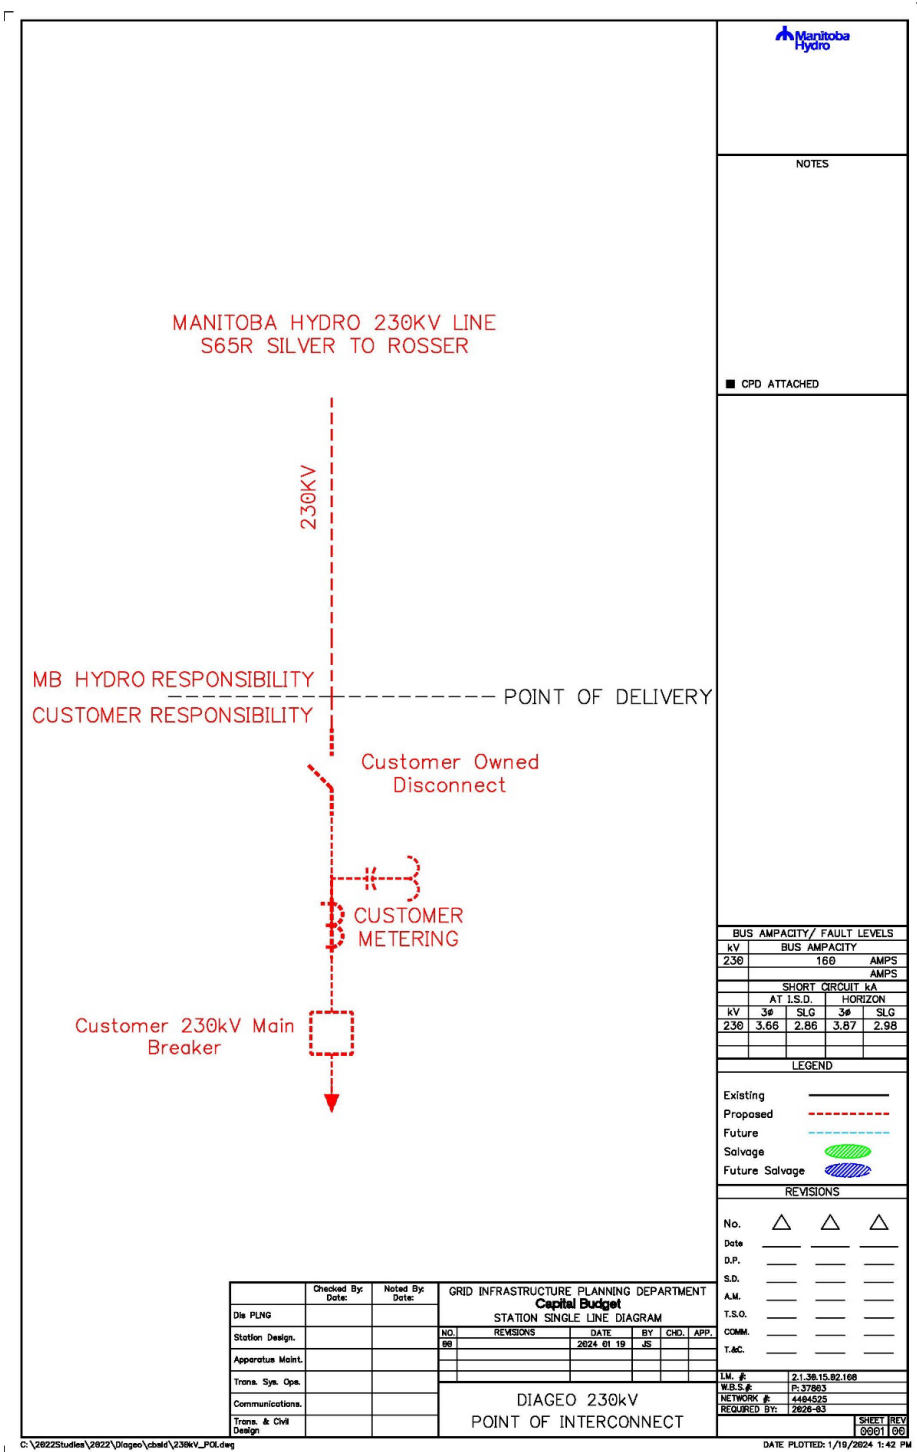 Manitoba
Hydro
NOTES
MANITOBA HYDRO 230KV LINE
S65R SILVER TO ROSSER
■ CPD ATTACHED
230KV
MB HYDRO RESPONSIBILITY
POINT OF DELIVERY
CUSTOMER RESPONSIBILITY
Customer Owned
Disconnect
CUSTOMER
METERING
Customer 230kV Main
Breaker
BUS AMPACITY/ FAULT LEVELS
kV BUS AMPACITY
230 160 AMPS
AMPS
SHORT CIRCUIT kA
AT I.S.D. HORIZON
kV 3ø SLG 3ø SLG
230 3.66 2.86 3.87 2.98
LEGEND
Existing
Proposed
Future
Salvage
Future Salvage
REVISIONS
No.
Date
D.P.
S.D.
A.M.
T.S.O.
COMM.
T.&C.
I.M. #: 2.1.30.15.02.108
W.B.S.#: P:37803
NETWORK #: 4404525
REQUIRED BY: 2026-03
SHEET REV
0001 00
Checked By: Noted By:
Date: Date:
Dis PLNG
Station Design.
Apparatus Maint.
Trans. Sys. Ops.
Communications.
Trans. & Civil
Design
GRID INFRASTRUCTURE PLANNING DEPARTMENT
Capital Budget
STATION SINGLE LINE DIAGRAM
NO. REVISIONS DATE BY CHD. APP.
00 2024 01 19 JS
DIAGEO 230kV
POINT OF INTERCONNECT
C:\2022Studies\2022\Diageo\cbsld\230kV_POI.dwg
DATE PLOTTED: 1/19/2024 1:42 PM